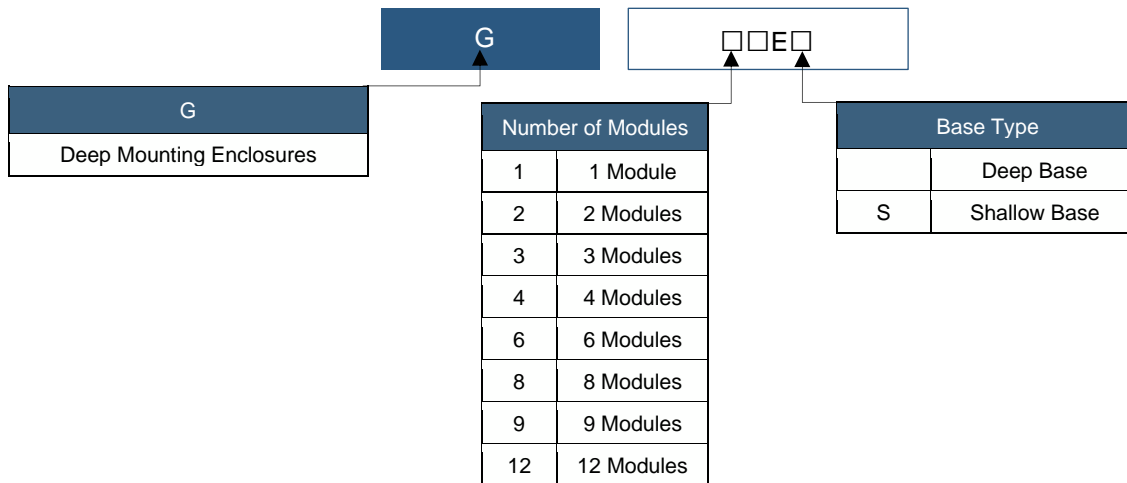 G
□□E□
G
Deep Mounting Enclosures
Number of Modules
1 1 Module
2 2 Modules
3 3 Modules
4 4 Modules
6 6 Modules
8 8 Modules
9 9 Modules
12 12 Modules
Base Type
Deep Base
S Shallow Base